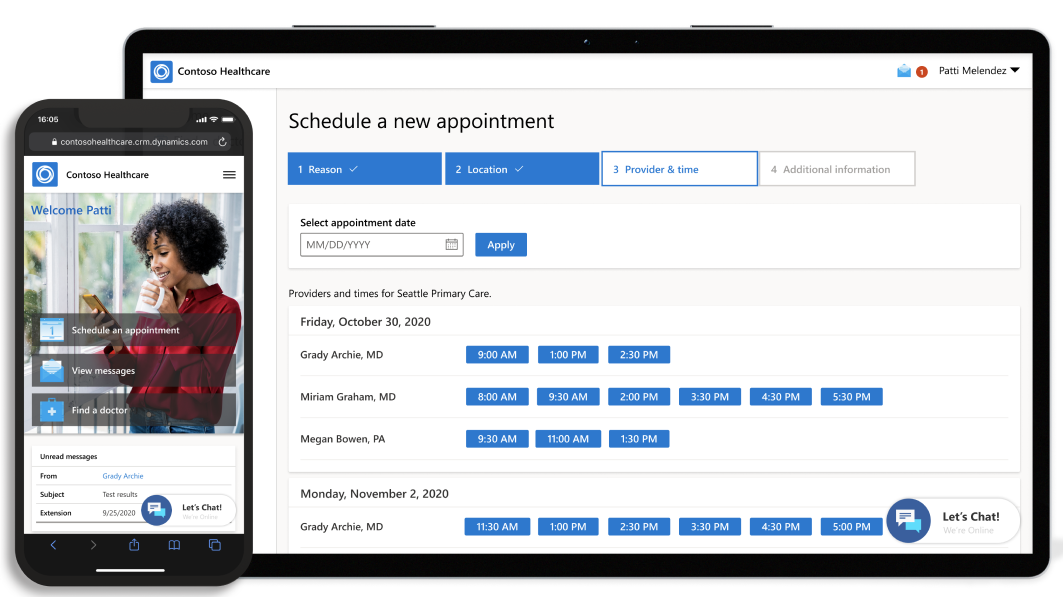 Contoso Healthcare
1
Patti Melendez
Schedule a new appointment
1 Reason
2 Location
3 Provider & time
4 Additional information
Select appointment date
MM/DD/YYYY
Apply
Providers and times for Seattle Primary Care.
Friday, October 30, 2020
Grady Archie, MD 9:00 AM 1:00 PM 2:30 PM
Miriam Graham, MD 8:00 AM 9:30 AM 2:00 PM 3:30 PM 4:30 PM 5:30 PM
Megan Bowen, PA 9:30 AM 11:00 AM 1:30 PM
Monday, November 2, 2020
Grady Archie, MD 11:30 AM 1:00 PM 2:30 PM 3:30 PM 4:30 PM 5:00 PM
Let's Chat!
We're Online
16:05
contosohealthcare.crm.dynamics.com
Contoso Healthcare
Welcome Patti
1
Schedule an appointment
View messages
Find a doctor
Unread messages
From Grady Archie
Subject Test results
Extension 9/25/2020
Let's Chat!
We're Online